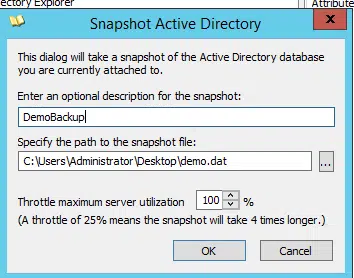 ctory Explorer
Attribute
Snapshot Active Directory
x
This dialog will take a snapshot of the Active Directory database
you are currently attached to.
Enter an optional description for the snapshot:
DemoBackup
Specify the path to the snapshot file:
C:\Users\Administrator\Desktop\demo.dat
...
Throttle maximum server utilization 100 %
(A throttle of 25% means the snapshot will take 4 times longer.)
OK
Cancel